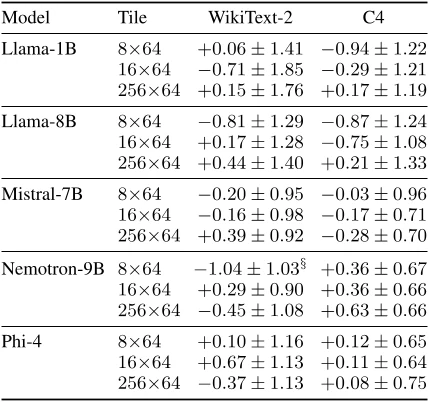 Model Tile WikiText-2 C4
Llama-1B 8×64 +0.06 ± 1.41 −0.94 ± 1.22
16×64 −0.71 ± 1.85 −0.29 ± 1.21
256×64 +0.15 ± 1.76 +0.17 ± 1.19
Llama-8B 8×64 −0.81 ± 1.29 −0.87 ± 1.24
16×64 +0.17 ± 1.28 −0.75 ± 1.08
256×64 +0.44 ± 1.40 +0.21 ± 1.33
Mistral-7B 8×64 −0.20 ± 0.95 −0.03 ± 0.96
16×64 −0.16 ± 0.98 −0.17 ± 0.71
256×64 +0.39 ± 0.92 −0.28 ± 0.70
Nemotron-9B 8×64 −1.04 ± 1.03§ +0.36 ± 0.67
16×64 +0.29 ± 0.90 +0.36 ± 0.66
256×64 −0.45 ± 1.08 +0.63 ± 0.66
Phi-4 8×64 +0.10 ± 1.16 +0.12 ± 0.65
16×64 +0.67 ± 1.13 +0.11 ± 0.64
256×64 −0.37 ± 1.13 +0.08 ± 0.75